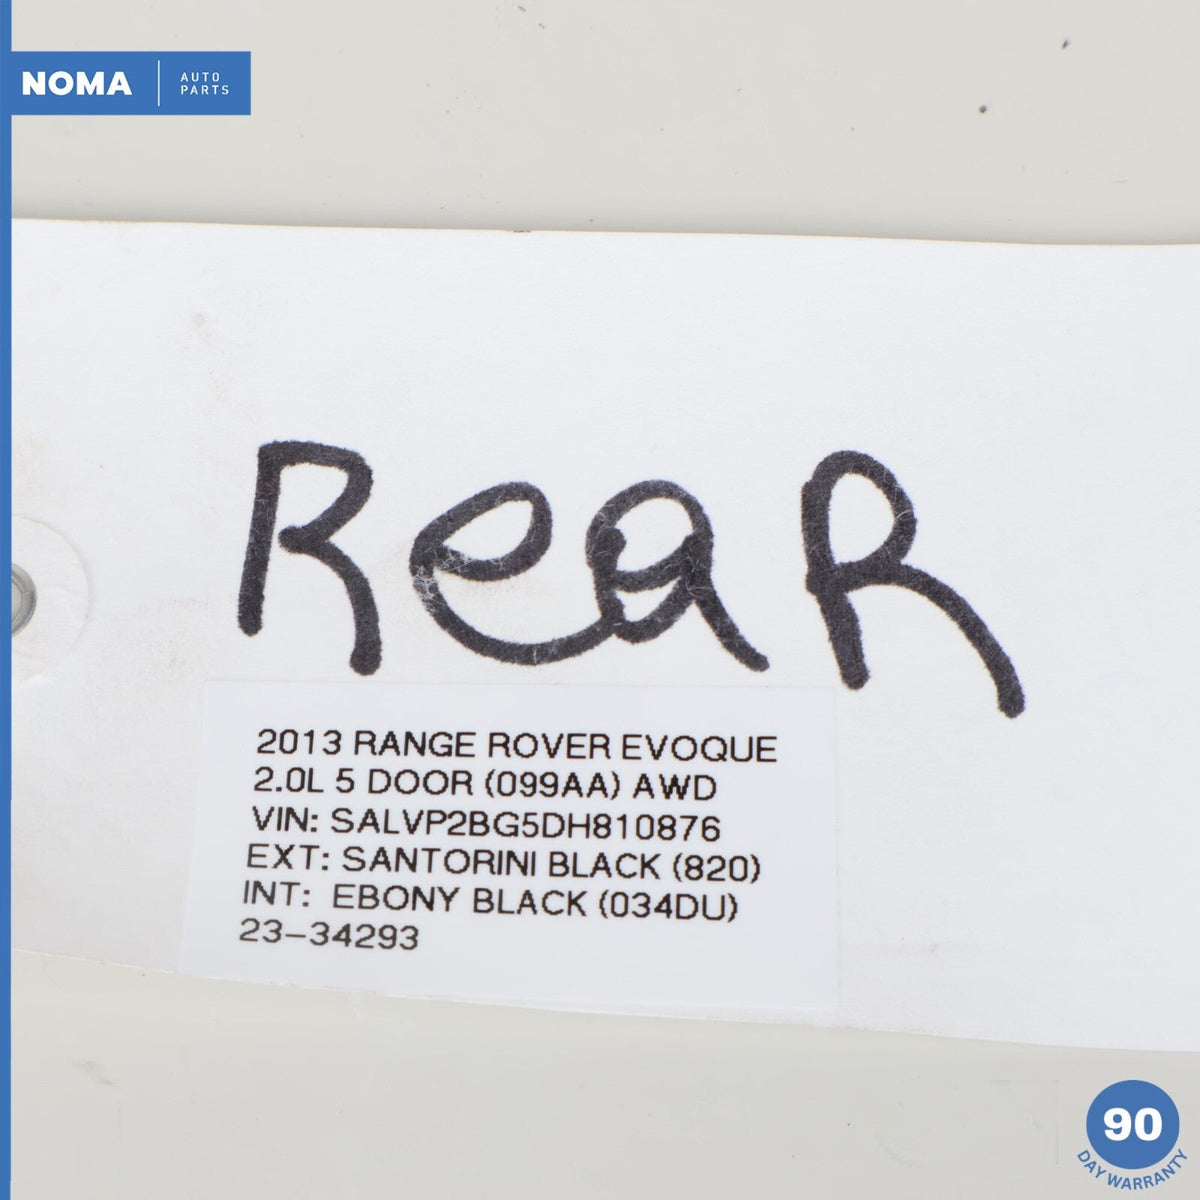 NOMA
AUTO
PARTS
ReaR
2013 RANGE ROVER EVOQUE
2.0L 5 DOOR (099AA) AWD
VIN: SALVP2BG5DH810876
EXT: SANTORINI BLACK (820)
INT: EBONY BLACK (034DU)
23-34293
90
DAY WARRANTY